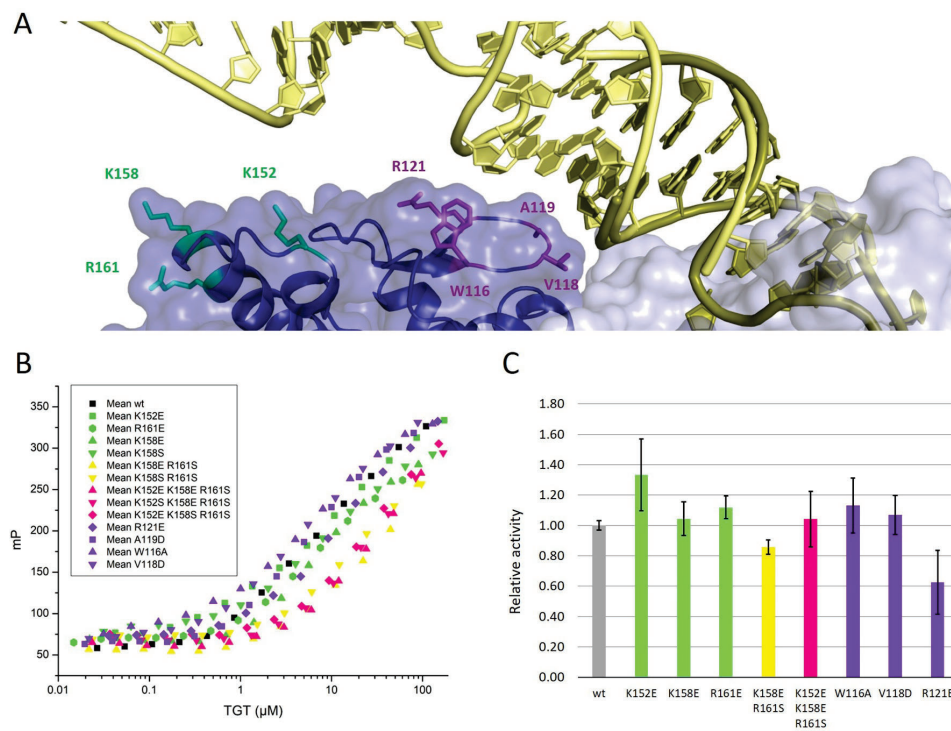 A
K158
K152
R121
A119
R161
W116
V118
B
Mean wt
Mean K152E
Mean R161E
Mean K158E
Mean K158S
Mean K158E R161S
Mean K158S R161S
Mean K152E K158E R161S
Mean K152S K158E R161S
Mean K152E K158S R161S
Mean R121E
Mean A119D
Mean W116A
Mean V118D
350
300
250
200
150
100
50
mP
0.01 0.1 1 10 100
TGT (µM)
C
1.80
1.60
1.40
1.20
1.00
0.80
0.60
0.40
0.20
0.00
Relative activity
wt K152E K158E R161E K158E K152E W116A V118D R121E
R161S K158E
R161S